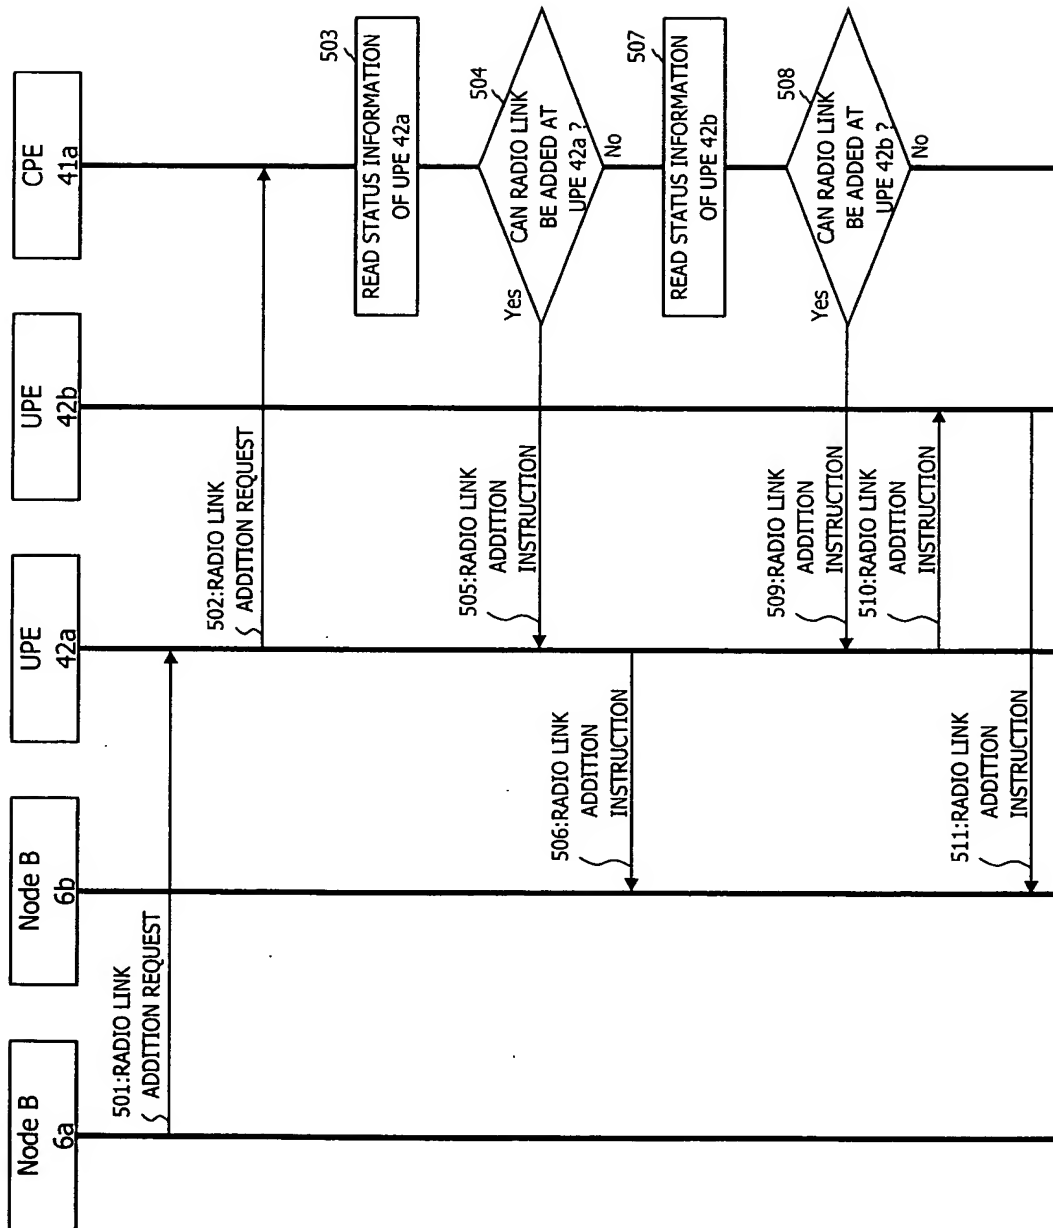 Node B
6a
Node B
6b
UPE
42a
UPE
42b
CPE
41a
501:RADIO LINK
ADDITION REQUEST
502:RADIO LINK
ADDITION REQUEST
503
READ STATUS INFORMATION
OF UPE 42a
504
CAN RADIO LINK
BE ADDED AT
UPE 42a ?
Yes
No
505:RADIO LINK
ADDITION
INSTRUCTION
506:RADIO LINK
ADDITION
INSTRUCTION
507
READ STATUS INFORMATION
OF UPE 42b
508
CAN RADIO LINK
BE ADDED AT
UPE 42b ?
Yes
No
509:RADIO LINK
ADDITION
INSTRUCTION
510:RADIO LINK
ADDITION
INSTRUCTION
511:RADIO LINK
ADDITION
INSTRUCTION